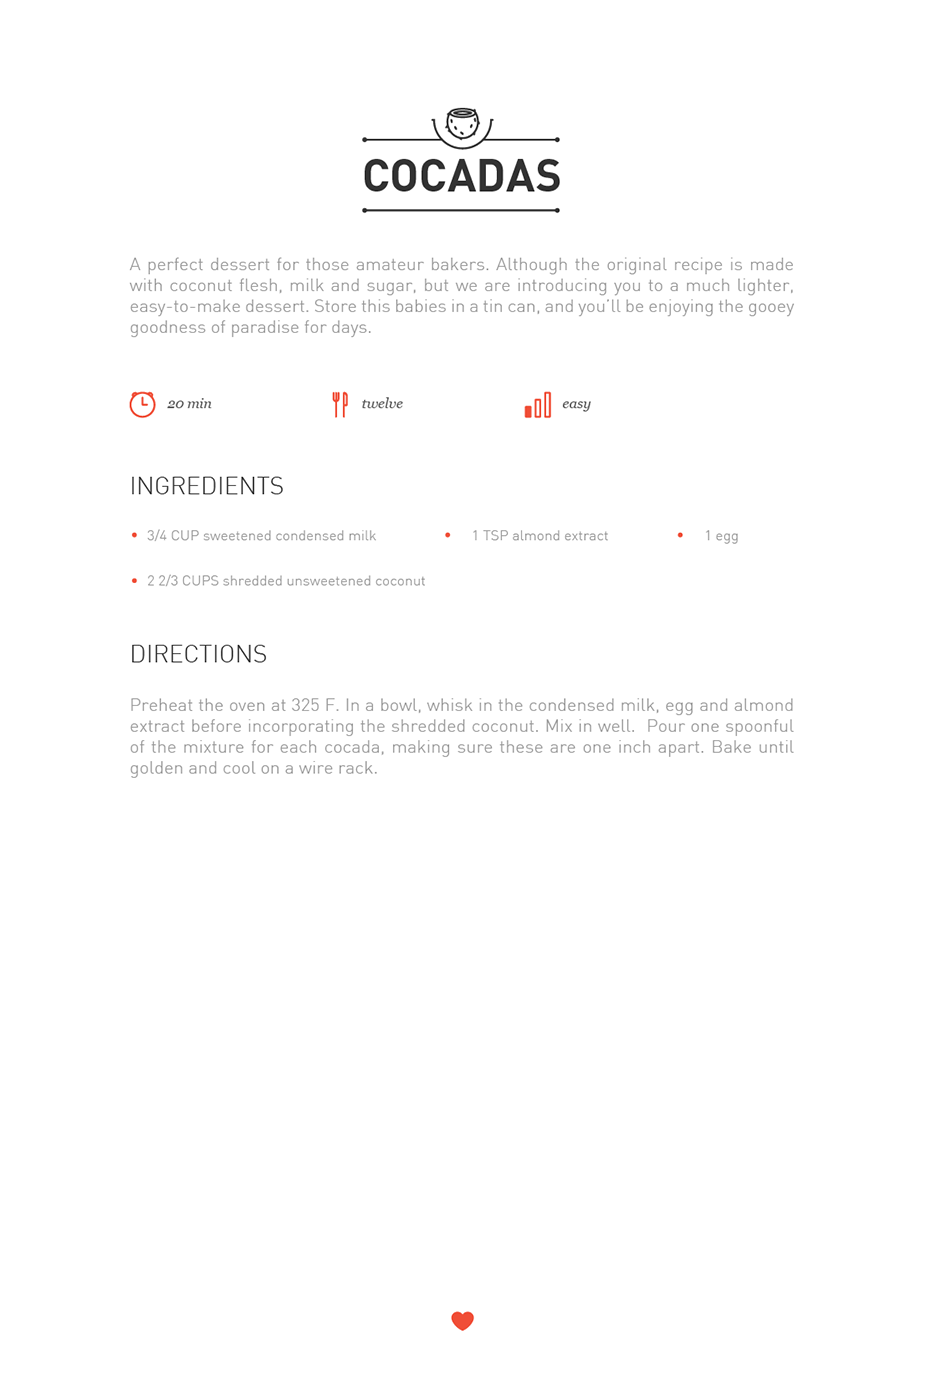 COCADAS
A perfect dessert for those amateur bakers. Although the original recipe is made
with coconut flesh, milk and sugar, but we are introducing you to a much lighter,
easy-to-make dessert. Store this babies in a tin can, and you'll be enjoying the gooey
goodness of paradise for days.
20 min twelve easy
INGREDIENTS
• 3/4 CUP sweetened condensed milk • 1 TSP almond extract • 1 egg
• 2 2/3 CUPS shredded unsweetened coconut
DIRECTIONS
Preheat the oven at 325 F. In a bowl, whisk in the condensed milk, egg and almond
extract before incorporating the shredded coconut. Mix in well. Pour one spoonful
of the mixture for each cocada, making sure these are one inch apart. Bake until
golden and cool on a wire rack.